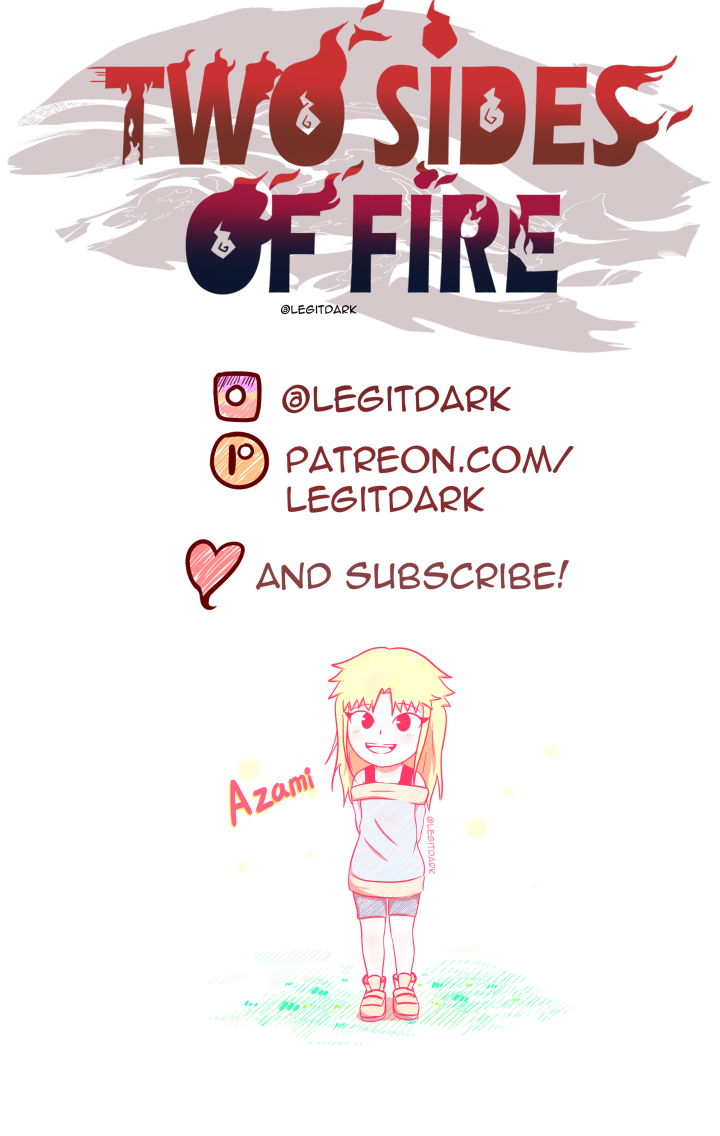 TWO SIDES
OF FIRE
@LEGITDARK
@LEGITDARK
PATREON.COM/
LEGITDARK
AND SUBSCRIBE!
Azami
@LEGITDARK